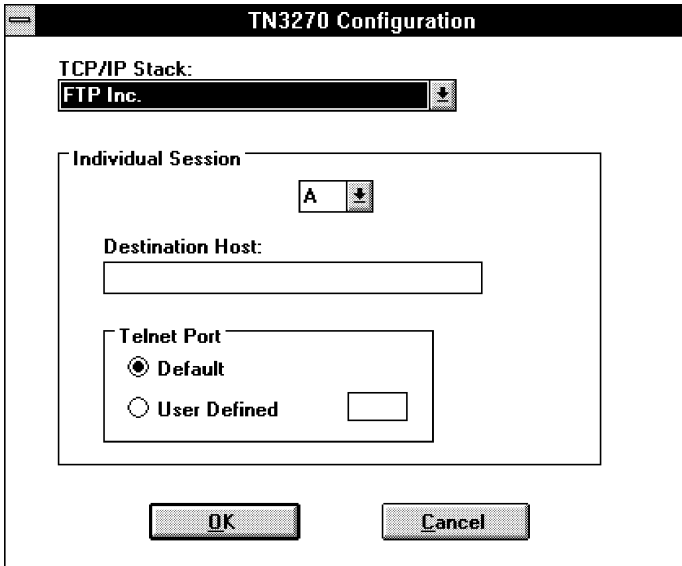 TN3270 Configuration
TCP/IP Stack:
FTP Inc.
Individual Session
A
Destination Host:
Telnet Port
Default
User Defined
OK
Cancel